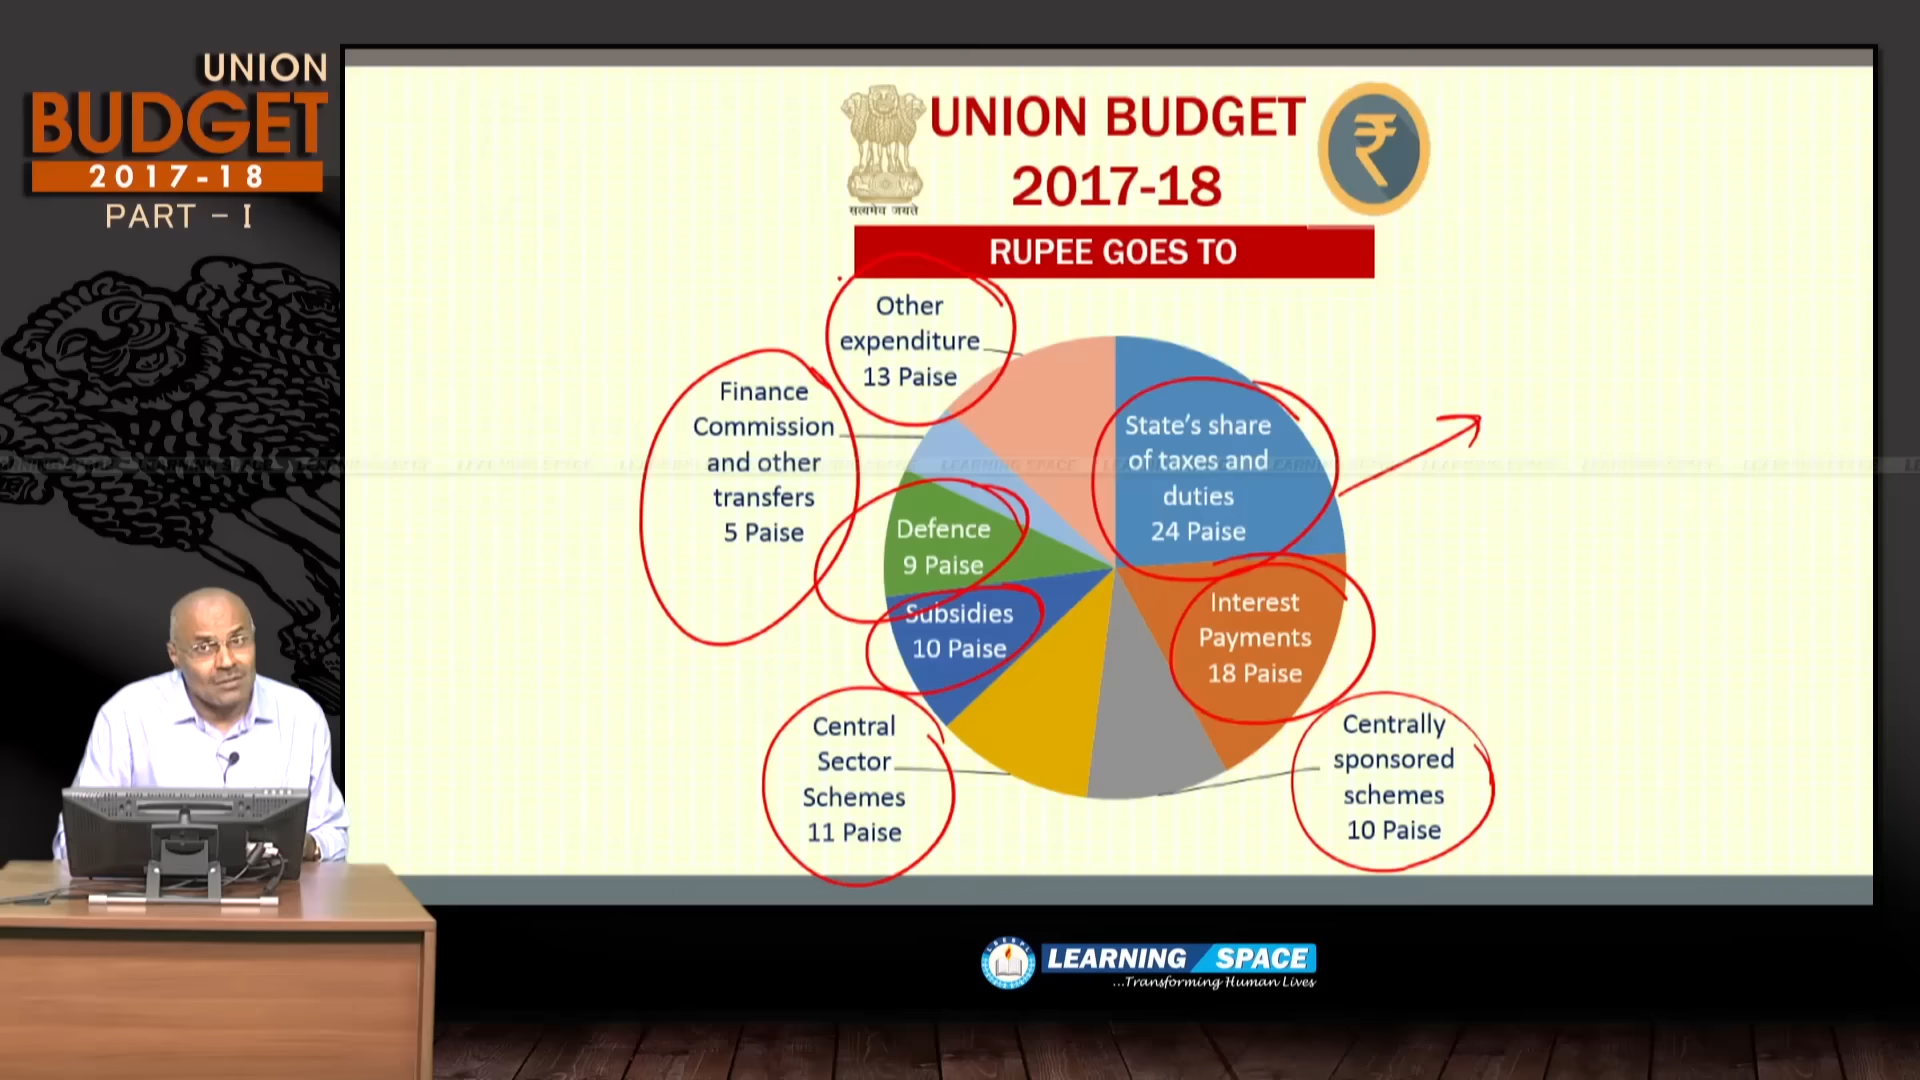 UNION
BUDGET
2017-18
PART – I
UNION BUDGET
2017-18
सत्यमेव जयते
₹
RUPEE GOES TO
Other
expenditure
13 Paise
Finance
Commission
and other
transfers
5 Paise
State's share
of taxes and
duties
24 Paise
Defence
9 Paise
Subsidies
10 Paise
Interest
Payments
18 Paise
Central
Sector
Schemes
11 Paise
Centrally
sponsored
schemes
10 Paise
LEARNING SPACE
LEARNING SPACE
...Transforming Human Lives